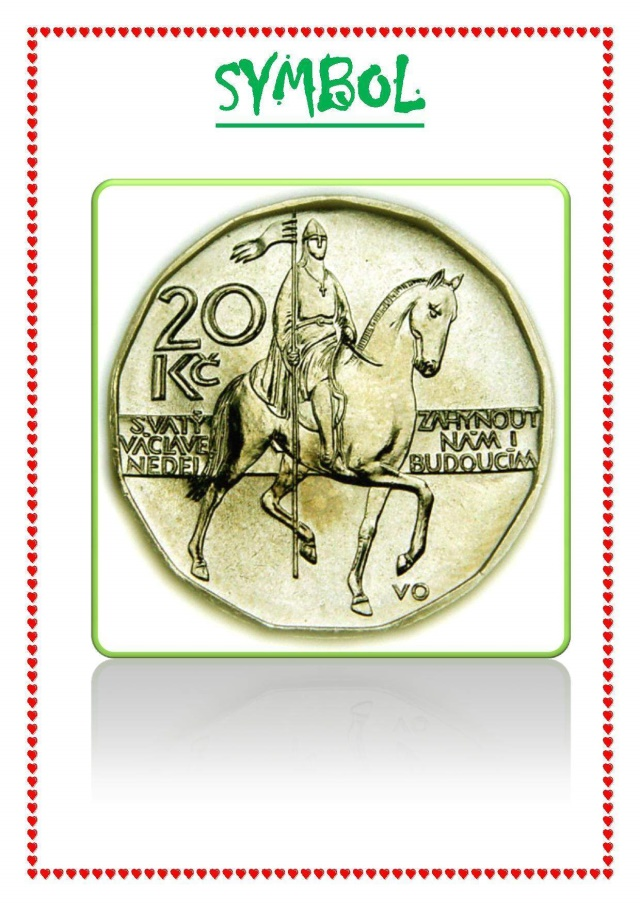 SYMBOL
20
Kč
SVATÝ
VÁCLAVE
NEDEJ
ZAHYNOUT
NÁM I
BUDOUCÍM
VO